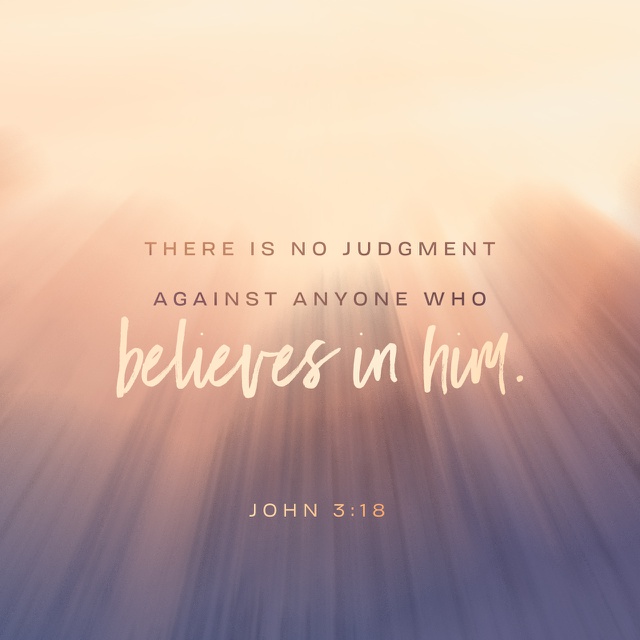 THERE IS NO JUDGMENT
AGAINST ANYONE WHO
believes in him.
JOHN 3:18